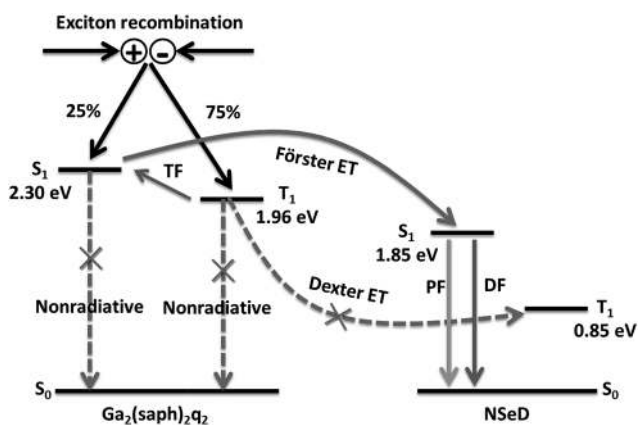 Exciton recombination
+ -
25%
75%
S₁
2.30 eV
TF
T₁
1.96 eV
Förster ET
S₁
1.85 eV
Nonradiative
Nonradiative
Dexter ET
PF
DF
T₁
0.85 eV
S₀
S₀
Ga₂(saph)₂q₂
NSeD